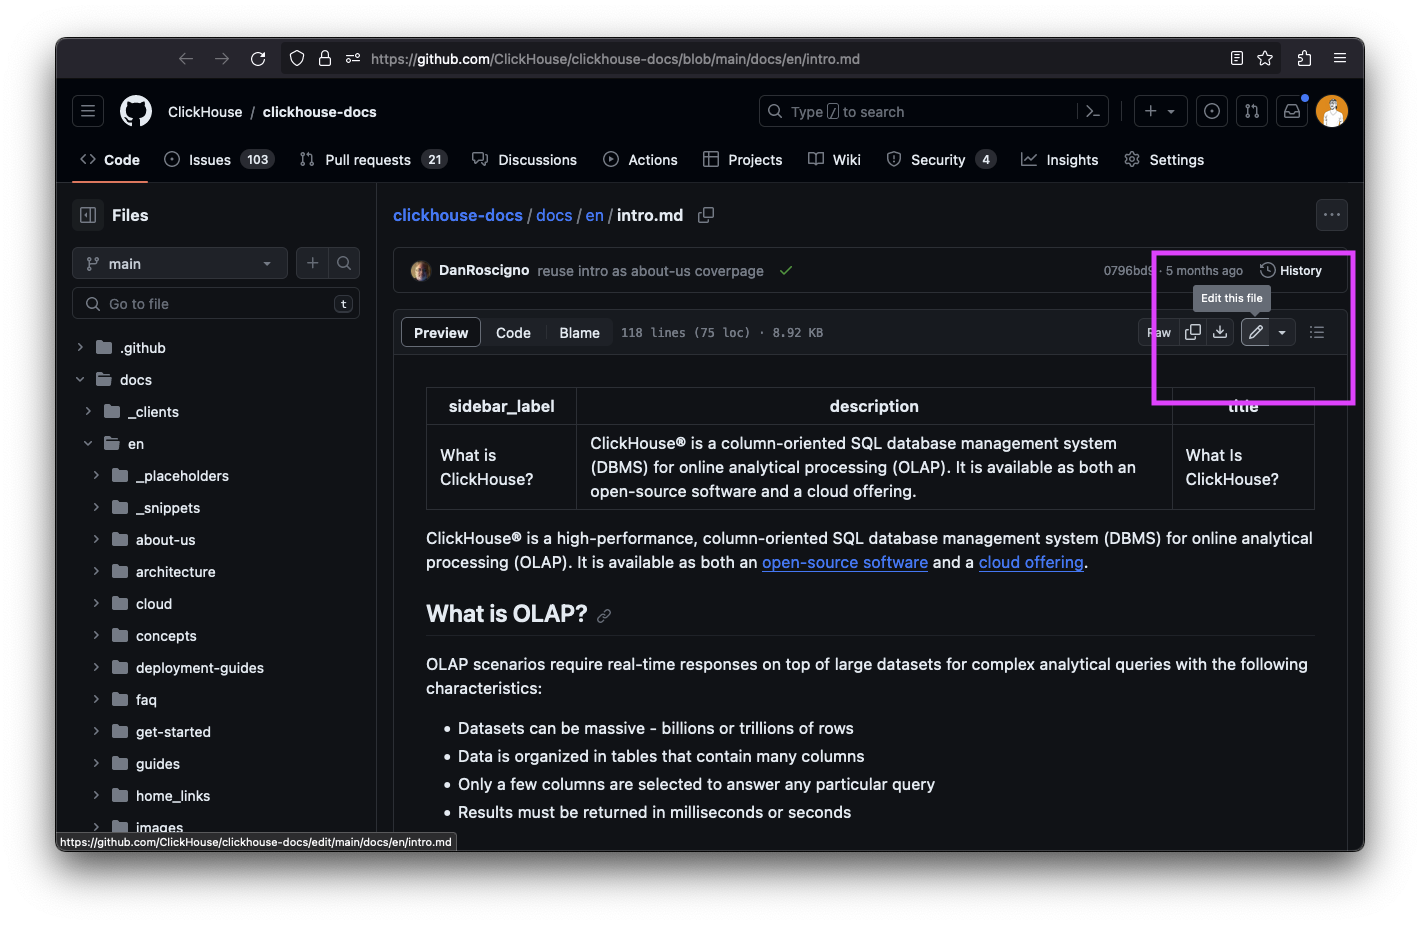 https://github.com/ClickHouse/clickhouse-docs/blob/main/docs/en/intro.md
ClickHouse / clickhouse-docs
Type / to search
Code
Issues 103
Pull requests 21
Discussions
Actions
Projects
Wiki
Security 4
Insights
Settings
Files
main
Go to file t
.github
docs
_clients
en
_placeholders
_snippets
about-us
architecture
cloud
concepts
deployment-guides
faq
get-started
guides
home_links
images
clickhouse-docs / docs / en / intro.md
DanRoscigno reuse intro as about-us coverpage
0796bd9 · 5 months ago
History
Edit this file
Preview
Code
Blame
118 lines (75 loc) · 8.92 KB
Raw
sidebar_label
description
title
What is
ClickHouse?
ClickHouse® is a column-oriented SQL database management system
(DBMS) for online analytical processing (OLAP). It is available as both an
open-source software and a cloud offering.
What Is
ClickHouse?
ClickHouse® is a high-performance, column-oriented SQL database management system (DBMS) for online analytical
processing (OLAP). It is available as both an open-source software and a cloud offering.
What is OLAP?
OLAP scenarios require real-time responses on top of large datasets for complex analytical queries with the following
characteristics:
• Datasets can be massive - billions or trillions of rows
• Data is organized in tables that contain many columns
• Only a few columns are selected to answer any particular query
• Results must be returned in milliseconds or seconds
https://github.com/ClickHouse/clickhouse-docs/edit/main/docs/en/intro.md